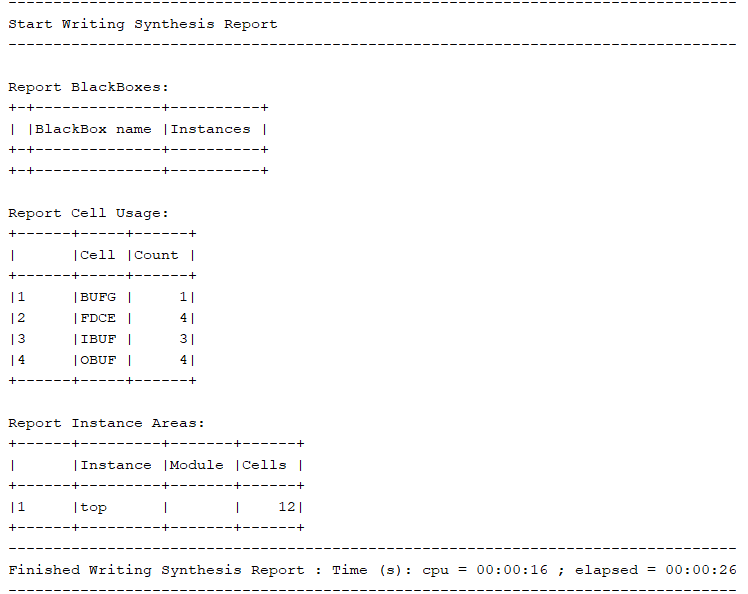 ---------------------------------------------------------------------------------
Start Writing Synthesis Report
---------------------------------------------------------------------------------

Report BlackBoxes:
+-+--------------+----------+
| |BlackBox name |Instances |
+-+--------------+----------+
+-+--------------+----------+

Report Cell Usage:
+------+-----+------+
|      |Cell |Count |
+------+-----+------+
|1     |BUFG |     1|
|2     |FDCE |     4|
|3     |IBUF |     3|
|4     |OBUF |     4|
+------+-----+------+

Report Instance Areas:
+------+---------+-------+------+
|      |Instance |Module |Cells |
+------+---------+-------+------+
|1     |top      |       |    12|
+------+---------+-------+------+
---------------------------------------------------------------------------------
Finished Writing Synthesis Report : Time (s): cpu = 00:00:16 ; elapsed = 00:00:26
---------------------------------------------------------------------------------